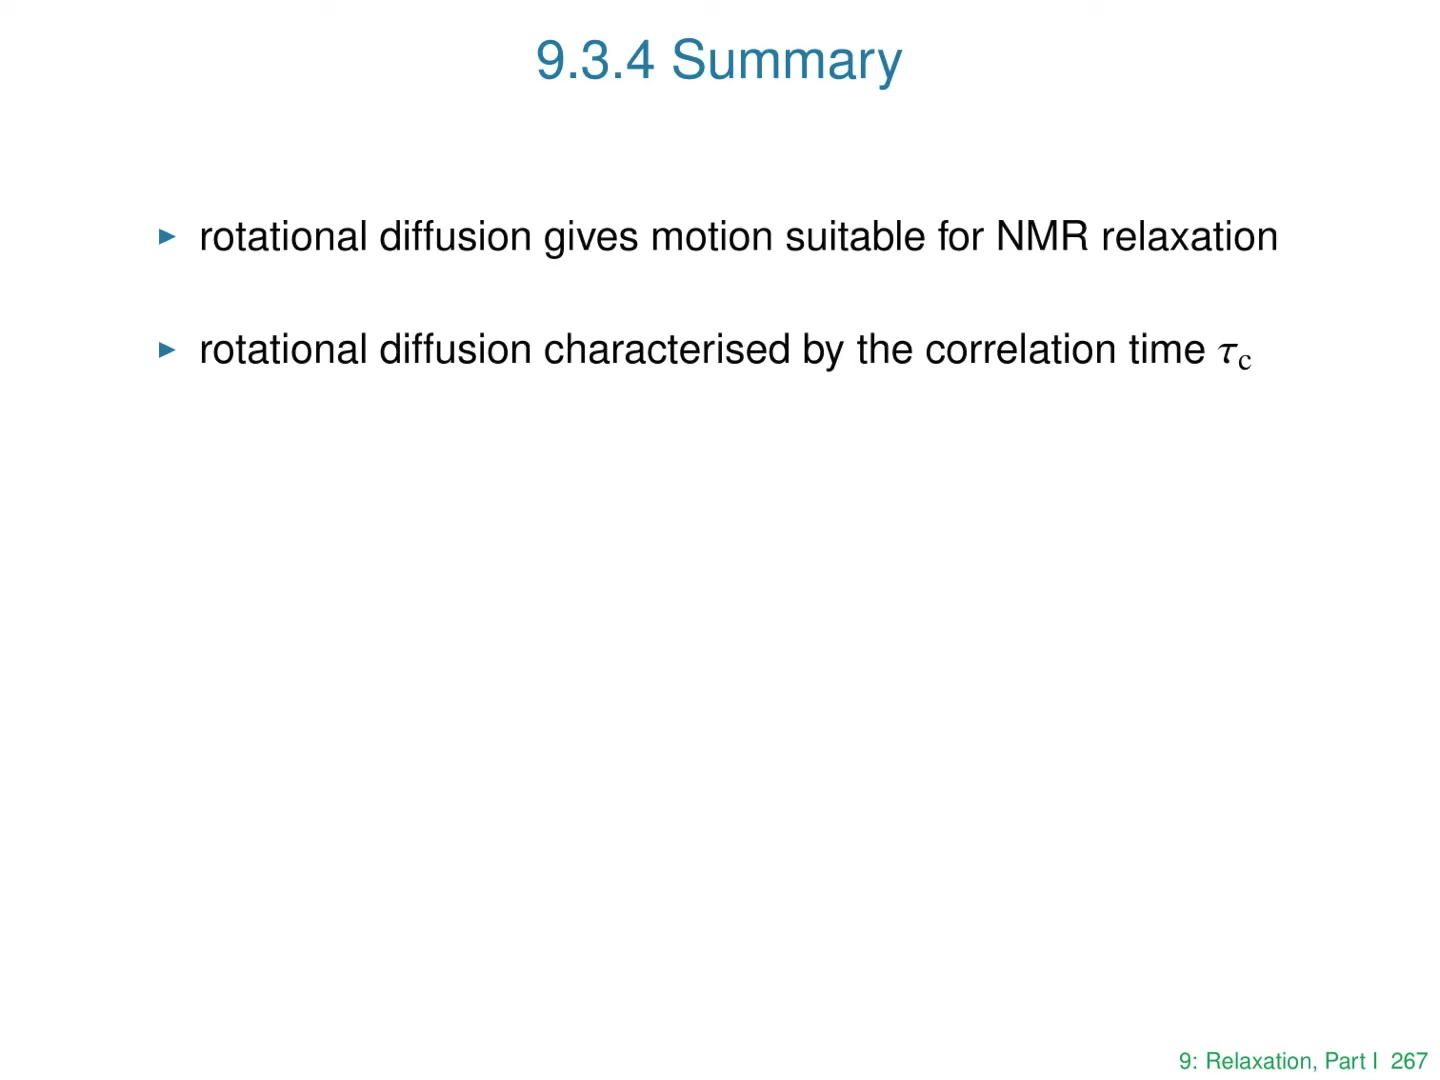 9.3.4 Summary
▶ rotational diffusion gives motion suitable for NMR relaxation
▶ rotational diffusion characterised by the correlation time τc
9: Relaxation, Part I 267